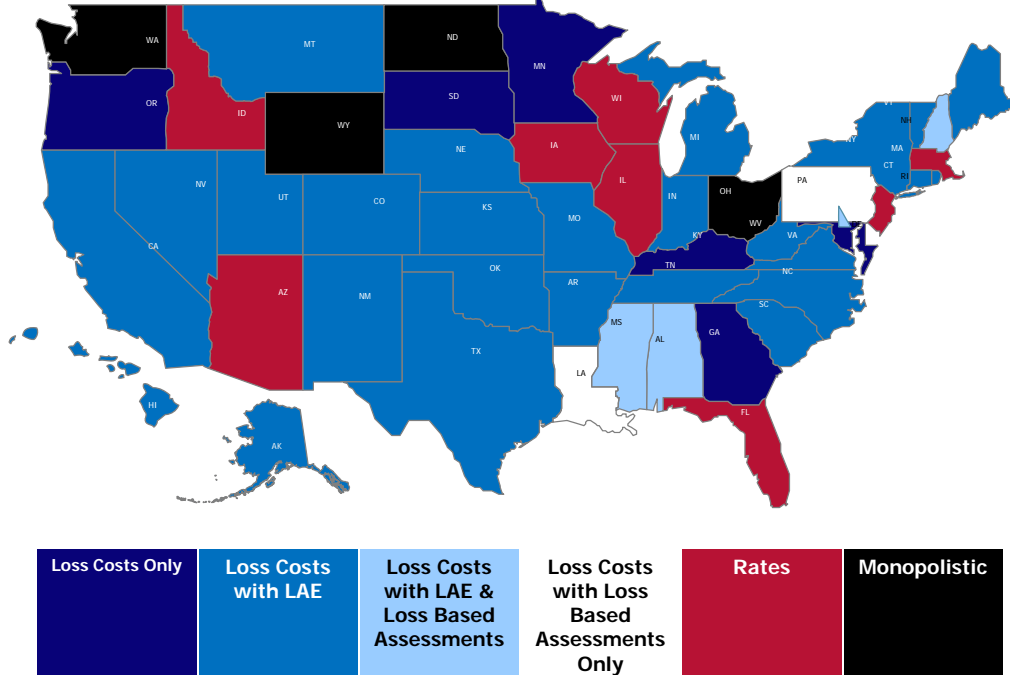 WA
MT
ND
MN
OR
SD
ID
WI
WY
MI
VT
NH
NY
MA
IA
NE
CT
RI
NV
UT
CO
IL
IN
OH
PA
CA
KS
MO
KY
WV
VA
AZ
NM
OK
AR
TN
NC
SC
TX
MS
AL
GA
LA
HI
FL
AK
Loss Costs Only
Loss Costs
with LAE
Loss Costs
with LAE &
Loss Based
Assessments
Loss Costs
with Loss
Based
Assessments
Only
Rates
Monopolistic